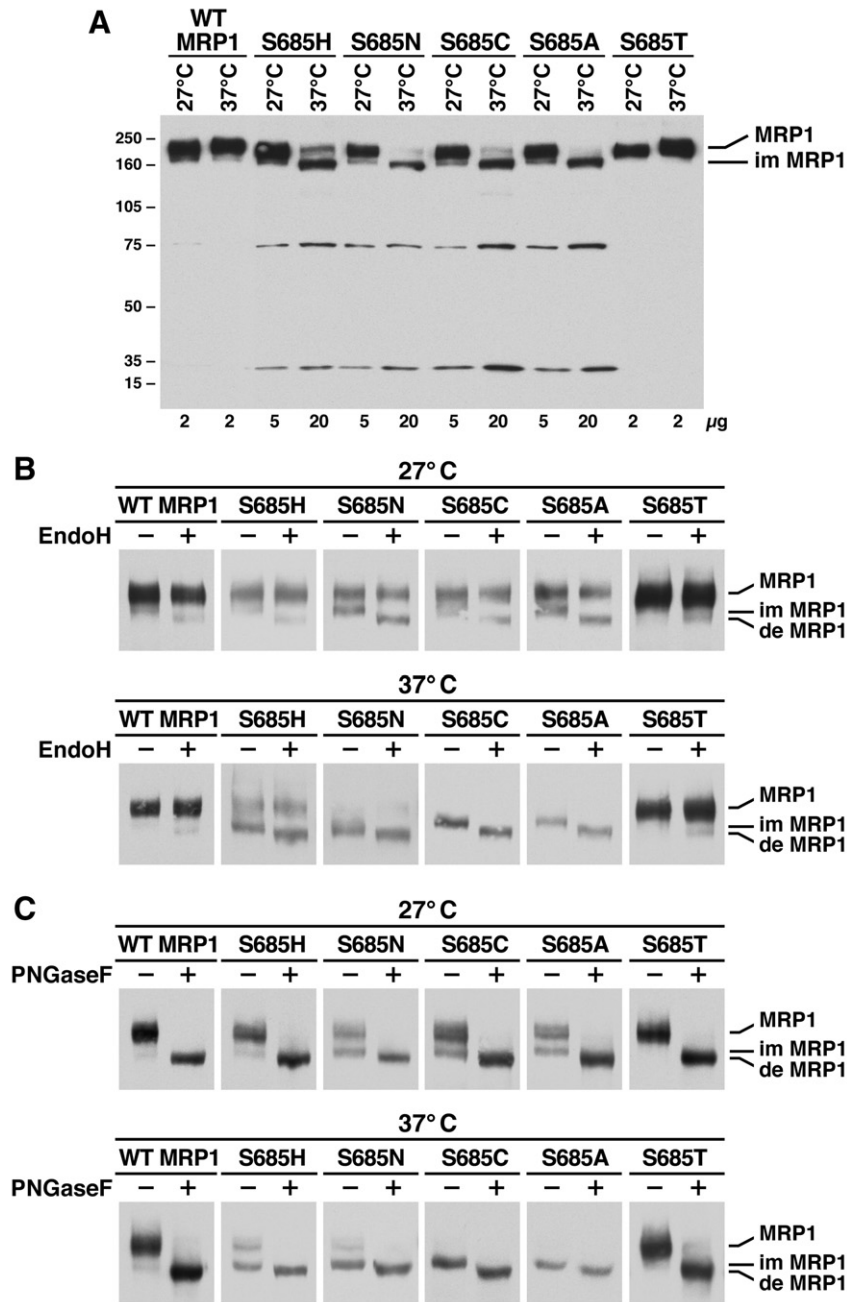 A
WT
MRP1 S685H S685N S685C S685A S685T
27°C 37°C 27°C 37°C 27°C 37°C 27°C 37°C 27°C 37°C 27°C 37°C
250 – MRP1
160 – im MRP1
105 –
75 –
50 –
35 –
15 –
2 2 5 20 5 20 5 20 5 20 2 2 µg
B
27°C
WT MRP1 S685H S685N S685C S685A S685T
EndoH – + – + – + – + – + – +
MRP1
im MRP1
de MRP1
37°C
WT MRP1 S685H S685N S685C S685A S685T
EndoH – + – + – + – + – + – +
MRP1
im MRP1
de MRP1
C
27°C
WT MRP1 S685H S685N S685C S685A S685T
PNGaseF – + – + – + – + – + – +
MRP1
im MRP1
de MRP1
37°C
WT MRP1 S685H S685N S685C S685A S685T
PNGaseF – + – + – + – + – + – +
MRP1
im MRP1
de MRP1